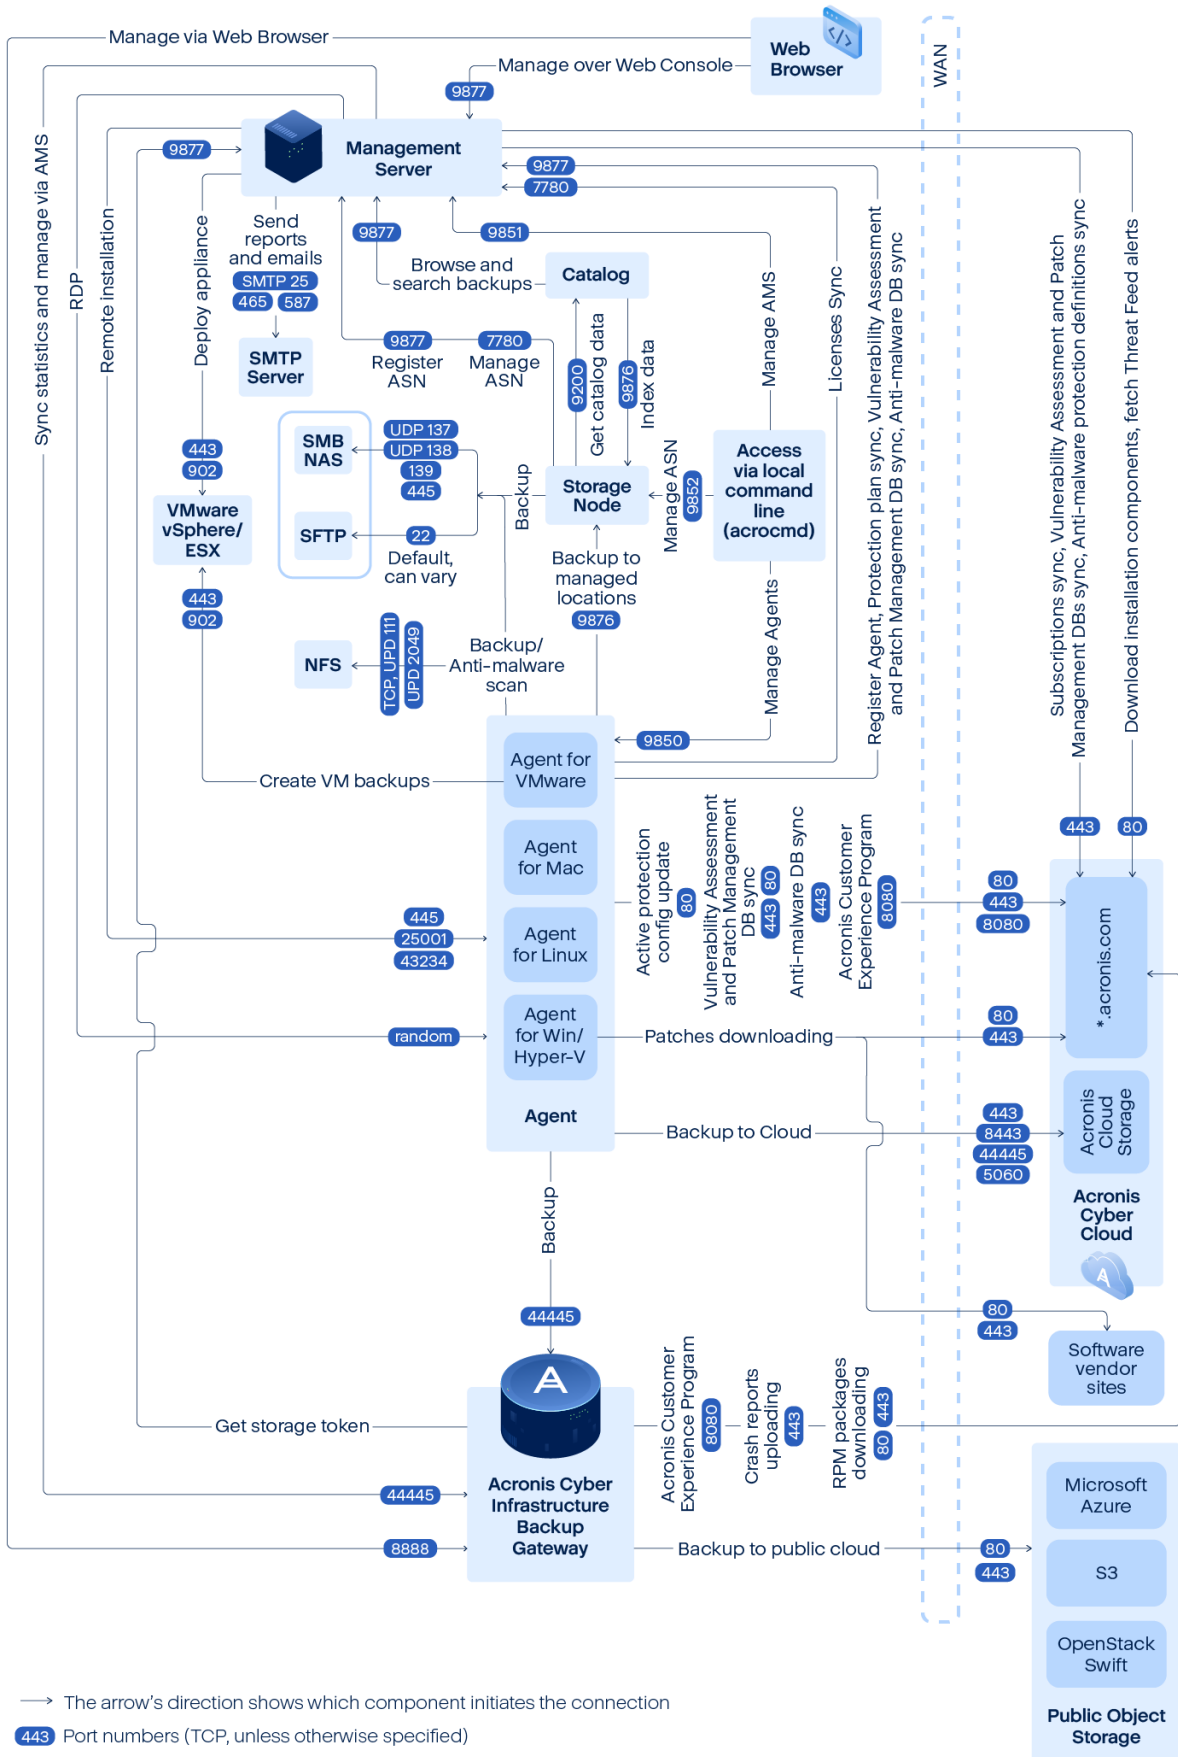 Manage via Web Browser
Web
Browser
WAN
Manage over Web Console
9877
Management
Server
9877
9877
7780
Sync statistics and manage via AMS
RDP
Remote installation
Deploy appliance
Send
reports
and emails
SMTP 25
465
587
SMTP
Server
9877
9851
Browse and
search backups
Catalog
9877
Register
ASN
7780
Manage
ASN
9200
Get catalog data
9876
Index data
Manage AMS
Licenses Sync
Register Agent, Protection plan sync, Vulnerability Assessment
and Patch Management DB sync, Anti-malware DB sync
Subscriptions sync, Vulnerability Assessment and Patch
Management DBs sync, Anti-malware protection definitions sync
Download installation components, fetch Threat Feed alerts
SMB
NAS
UDP 137
UDP 138
139
445
SFTP
22
Default,
can vary
Backup
Storage
Node
Manage ASN
9852
Access
via local
command
line
(acrocmd)
443
902
VMware
vSphere/
ESX
443
902
Backup to
managed
locations
9876
NFS
TCP, UPD 111
UPD 2049
Backup/
Anti-malware
scan
Manage Agents
9850
Agent for
VMware
Create VM backups
Agent
for Mac
Agent
for Linux
Agent
for Win/
Hyper-V
Agent
445
25001
43234
random
Active protection
config update
80
Vulnerability Assessment
and Patch Management
DB sync
443
80
Anti-malware DB sync
443
Acronis Customer
Experience Program
8080
443
80
80
443
8080
*.acronis.com
Patches downloading
80
443
Backup to Cloud
443
8443
44445
5060
Acronis
Cloud
Storage
Acronis
Cyber
Cloud
Backup
44445
80
443
Software
vendor
sites
Get storage token
Acronis Customer
Experience Program
8080
Crash reports
uploading
443
RPM packages
downloading
80
443
Acronis Cyber
Infrastructure
Backup
Gateway
44445
8888
Backup to public cloud
80
443
Microsoft
Azure
S3
OpenStack
Swift
Public Object
Storage
The arrow's direction shows which component initiates the connection
443 Port numbers (TCP, unless otherwise specified)